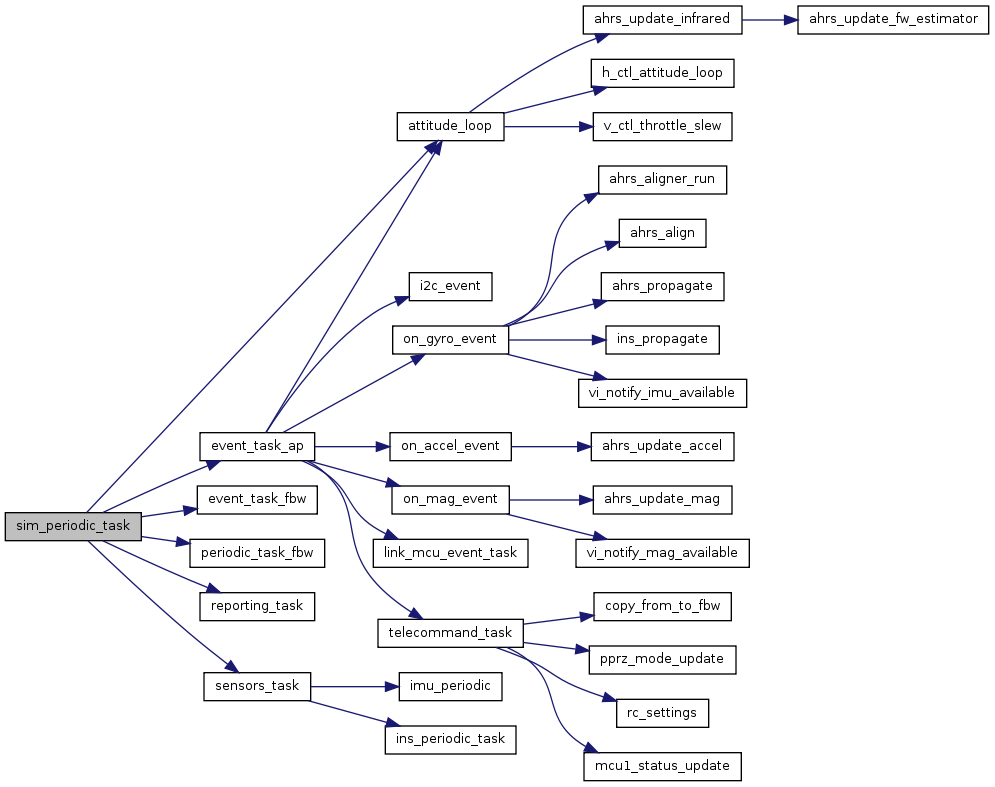 ahrs_update_infrared
ahrs_update_fw_estimator
h_ctl_attitude_loop
attitude_loop
v_ctl_throttle_slew
ahrs_aligner_run
ahrs_align
i2c_event
ahrs_propagate
on_gyro_event
ins_propagate
vi_notify_imu_available
event_task_ap
on_accel_event
ahrs_update_accel
event_task_fbw
on_mag_event
ahrs_update_mag
sim_periodic_task
periodic_task_fbw
link_mcu_event_task
vi_notify_mag_available
reporting_task
copy_from_to_fbw
telecommand_task
pprz_mode_update
sensors_task
imu_periodic
rc_settings
ins_periodic_task
mcu1_status_update